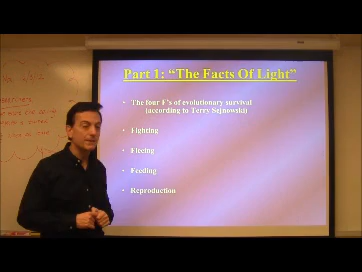 Part 1: “The Facts Of Light”
• The four F’s of evolutionary survival
(according to Terry Sejnowski)
• Fighting
• Fleeing
• Feeding
• Reproduction